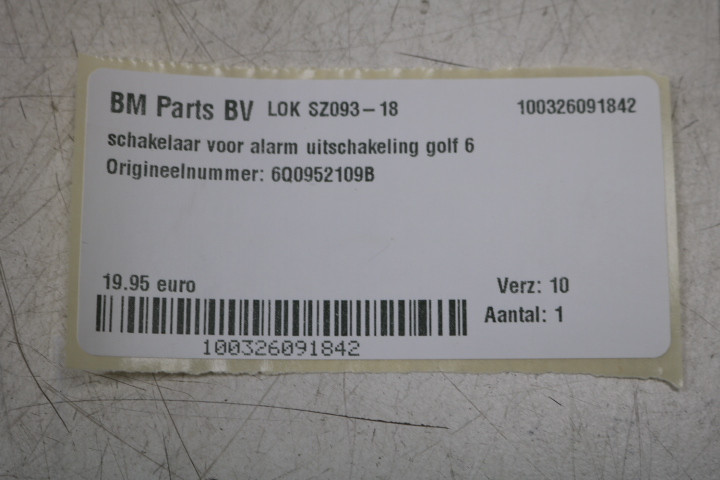 BM Parts BV LOK SZ093-18 100326091842
schakelaar voor alarm uitschakeling golf 6
Origineelnummer: 6Q0952109B
19.95 euro Verz: 10
Aantal: 1
100326091842